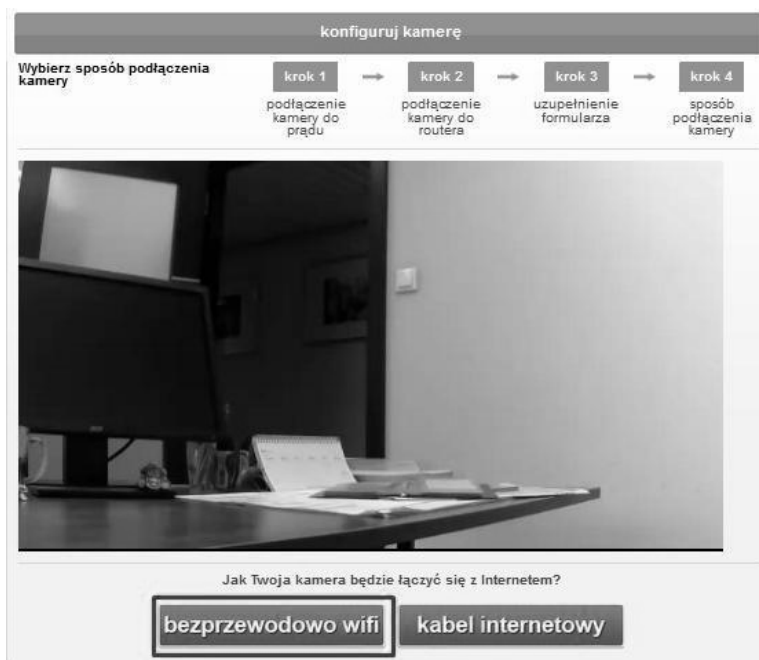 konfiguruj kamerę
Wybierz sposób podłączenia
kamery
krok 1
krok 2
krok 3
krok 4
podłączenie
kamery do
prądu
podłączenie
kamery do
routera
uzupełnienie
formularza
sposób
podłączenia
kamery
Jak Twoja kamera będzie łączyć się z Internetem?
bezprzewodowo wifi
kabel internetowy